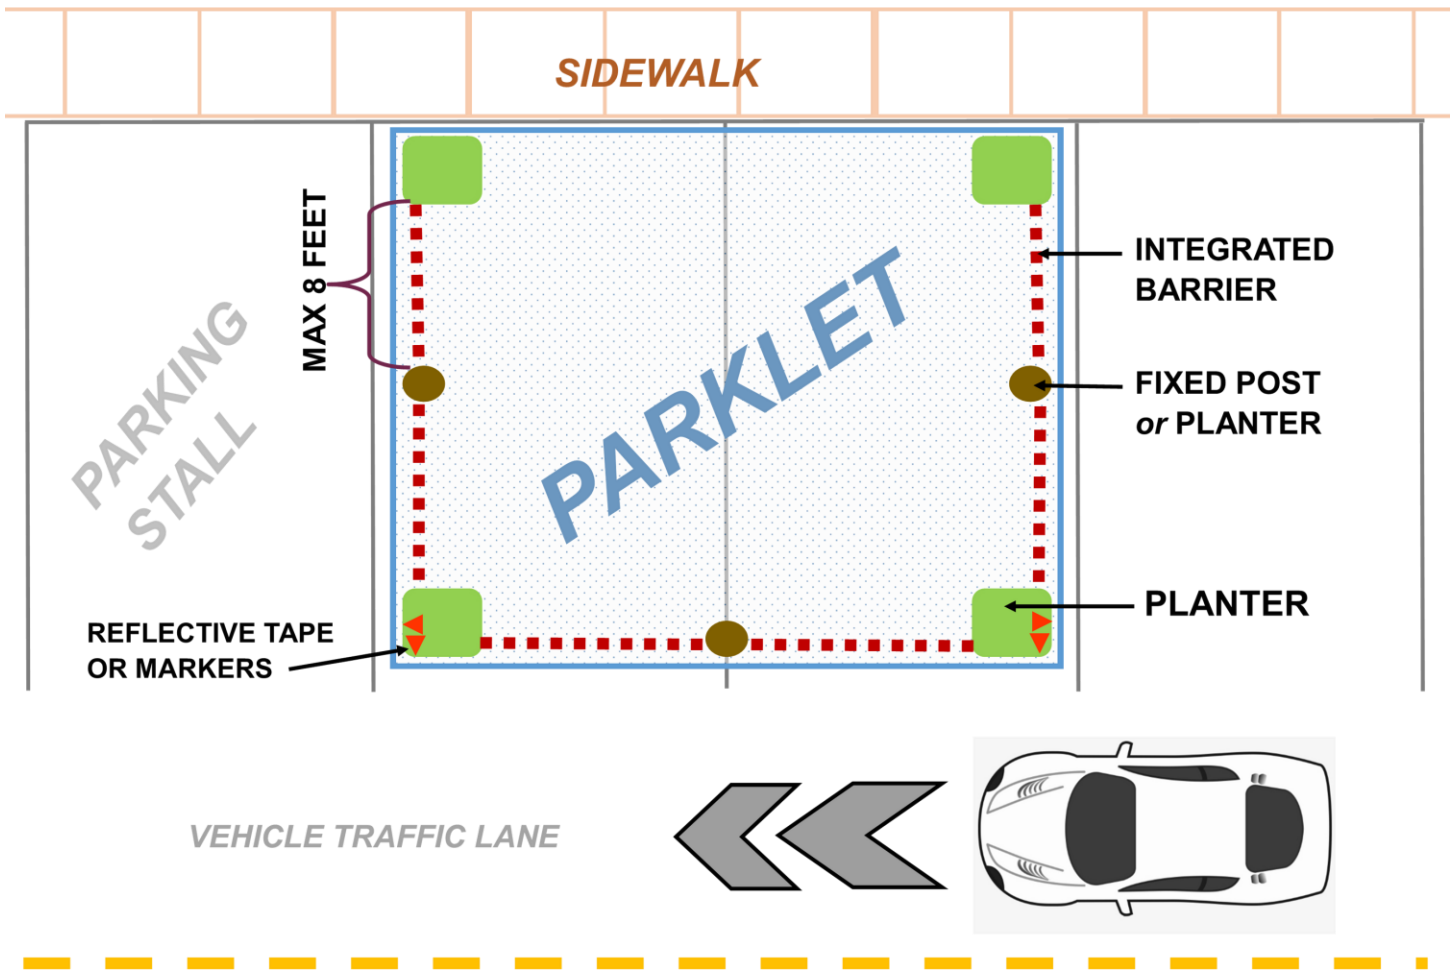 SIDEWALK
MAX 8 FEET
INTEGRATED
BARRIER
PARKLET
PARKING
STALL
FIXED POST
or PLANTER
PLANTER
REFLECTIVE TAPE
OR MARKERS
VEHICLE TRAFFIC LANE